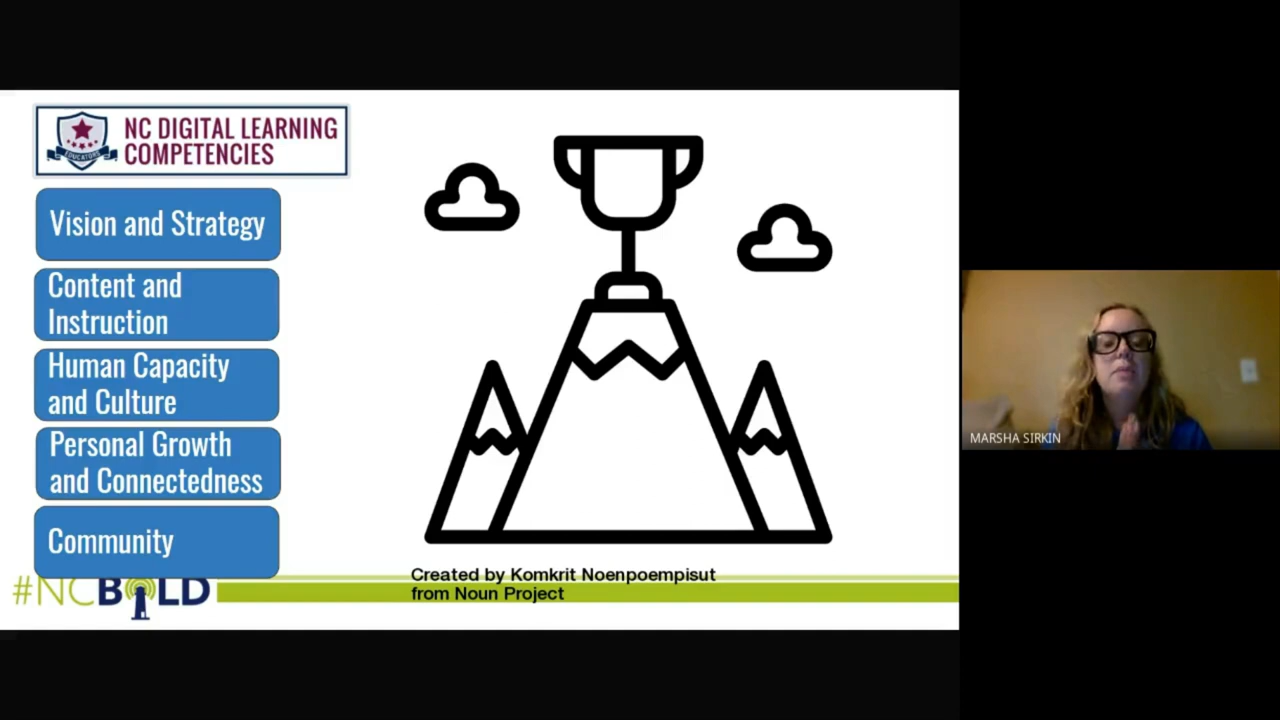 NC DIGITAL LEARNING
COMPETENCIES
EDUCATORS
Vision and Strategy
Content and
Instruction
Human Capacity
and Culture
Personal Growth
and Connectedness
Community
#NCBOLD
Created by Komkrit Noenpoempisut
from Noun Project
MARSHA SIRKIN